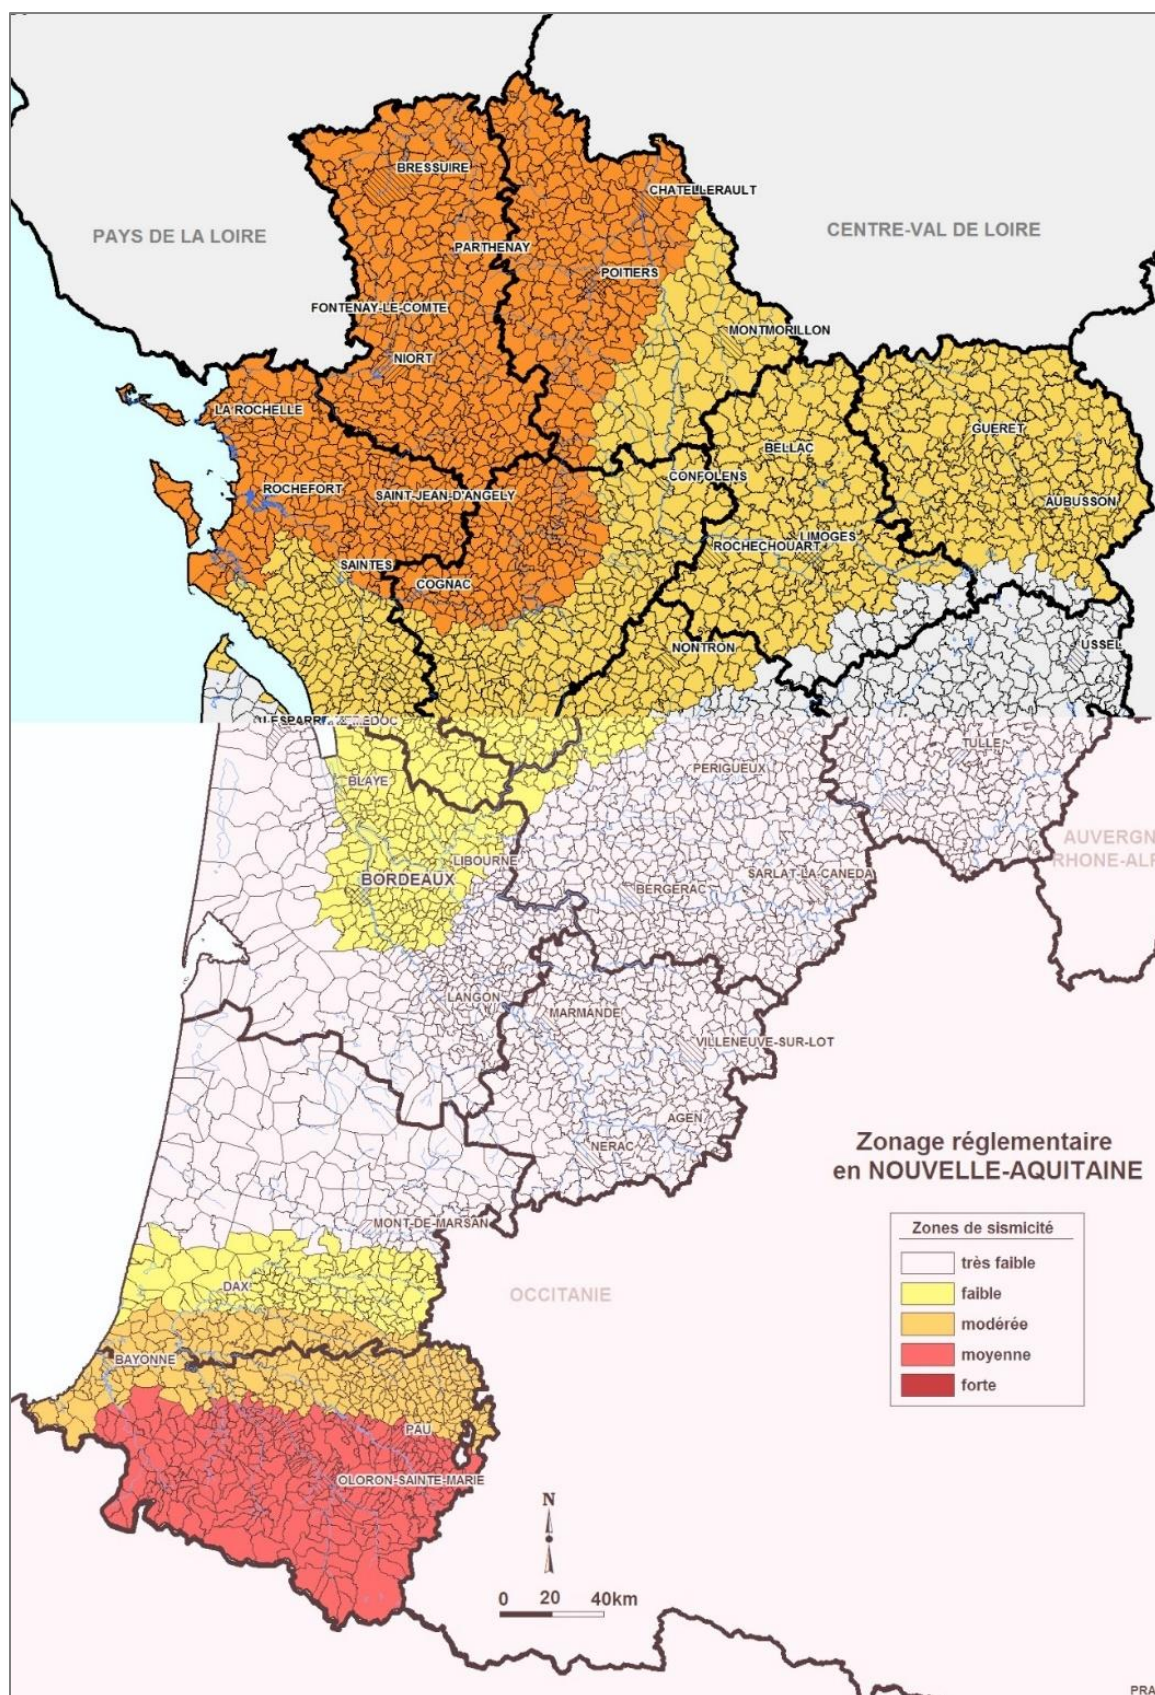 BRESSUIRE
CHATELLERAULT
PAYS DE LA LOIRE
CENTRE-VAL DE LOIRE
PARTHENAY
POITIERS
FONTENAY-LE-COMTE
MONTMORILLON
NIORT
LA ROCHELLE
GUERET
BELLAC
CONFOLENS
ROCHEFORT
SAINT-JEAN-D'ANGELY
AUBUSSON
LIMOGES
ROCHECHOUART
SAINTES
COGNAC
NONTRON
USSEL
TULLE
PERIGUEUX
BLAYE
AUVERGN
RHONE-ALP
LIBOURNE
BORDEAUX
SARLAT-LA-CANEDA
BERGERAC
LANGON
MARMANDE
VILLENEUVE-SUR-LOT
AGEN
NERAC
Zonage réglementaire
en NOUVELLE-AQUITAINE
MONT-DE-MARSAN
Zones de sismicité
très faible
faible
modérée
moyenne
forte
DAX
OCCITANIE
BAYONNE
PAU
OLORON-SAINTE-MARIE
N
0 20 40km
PRA